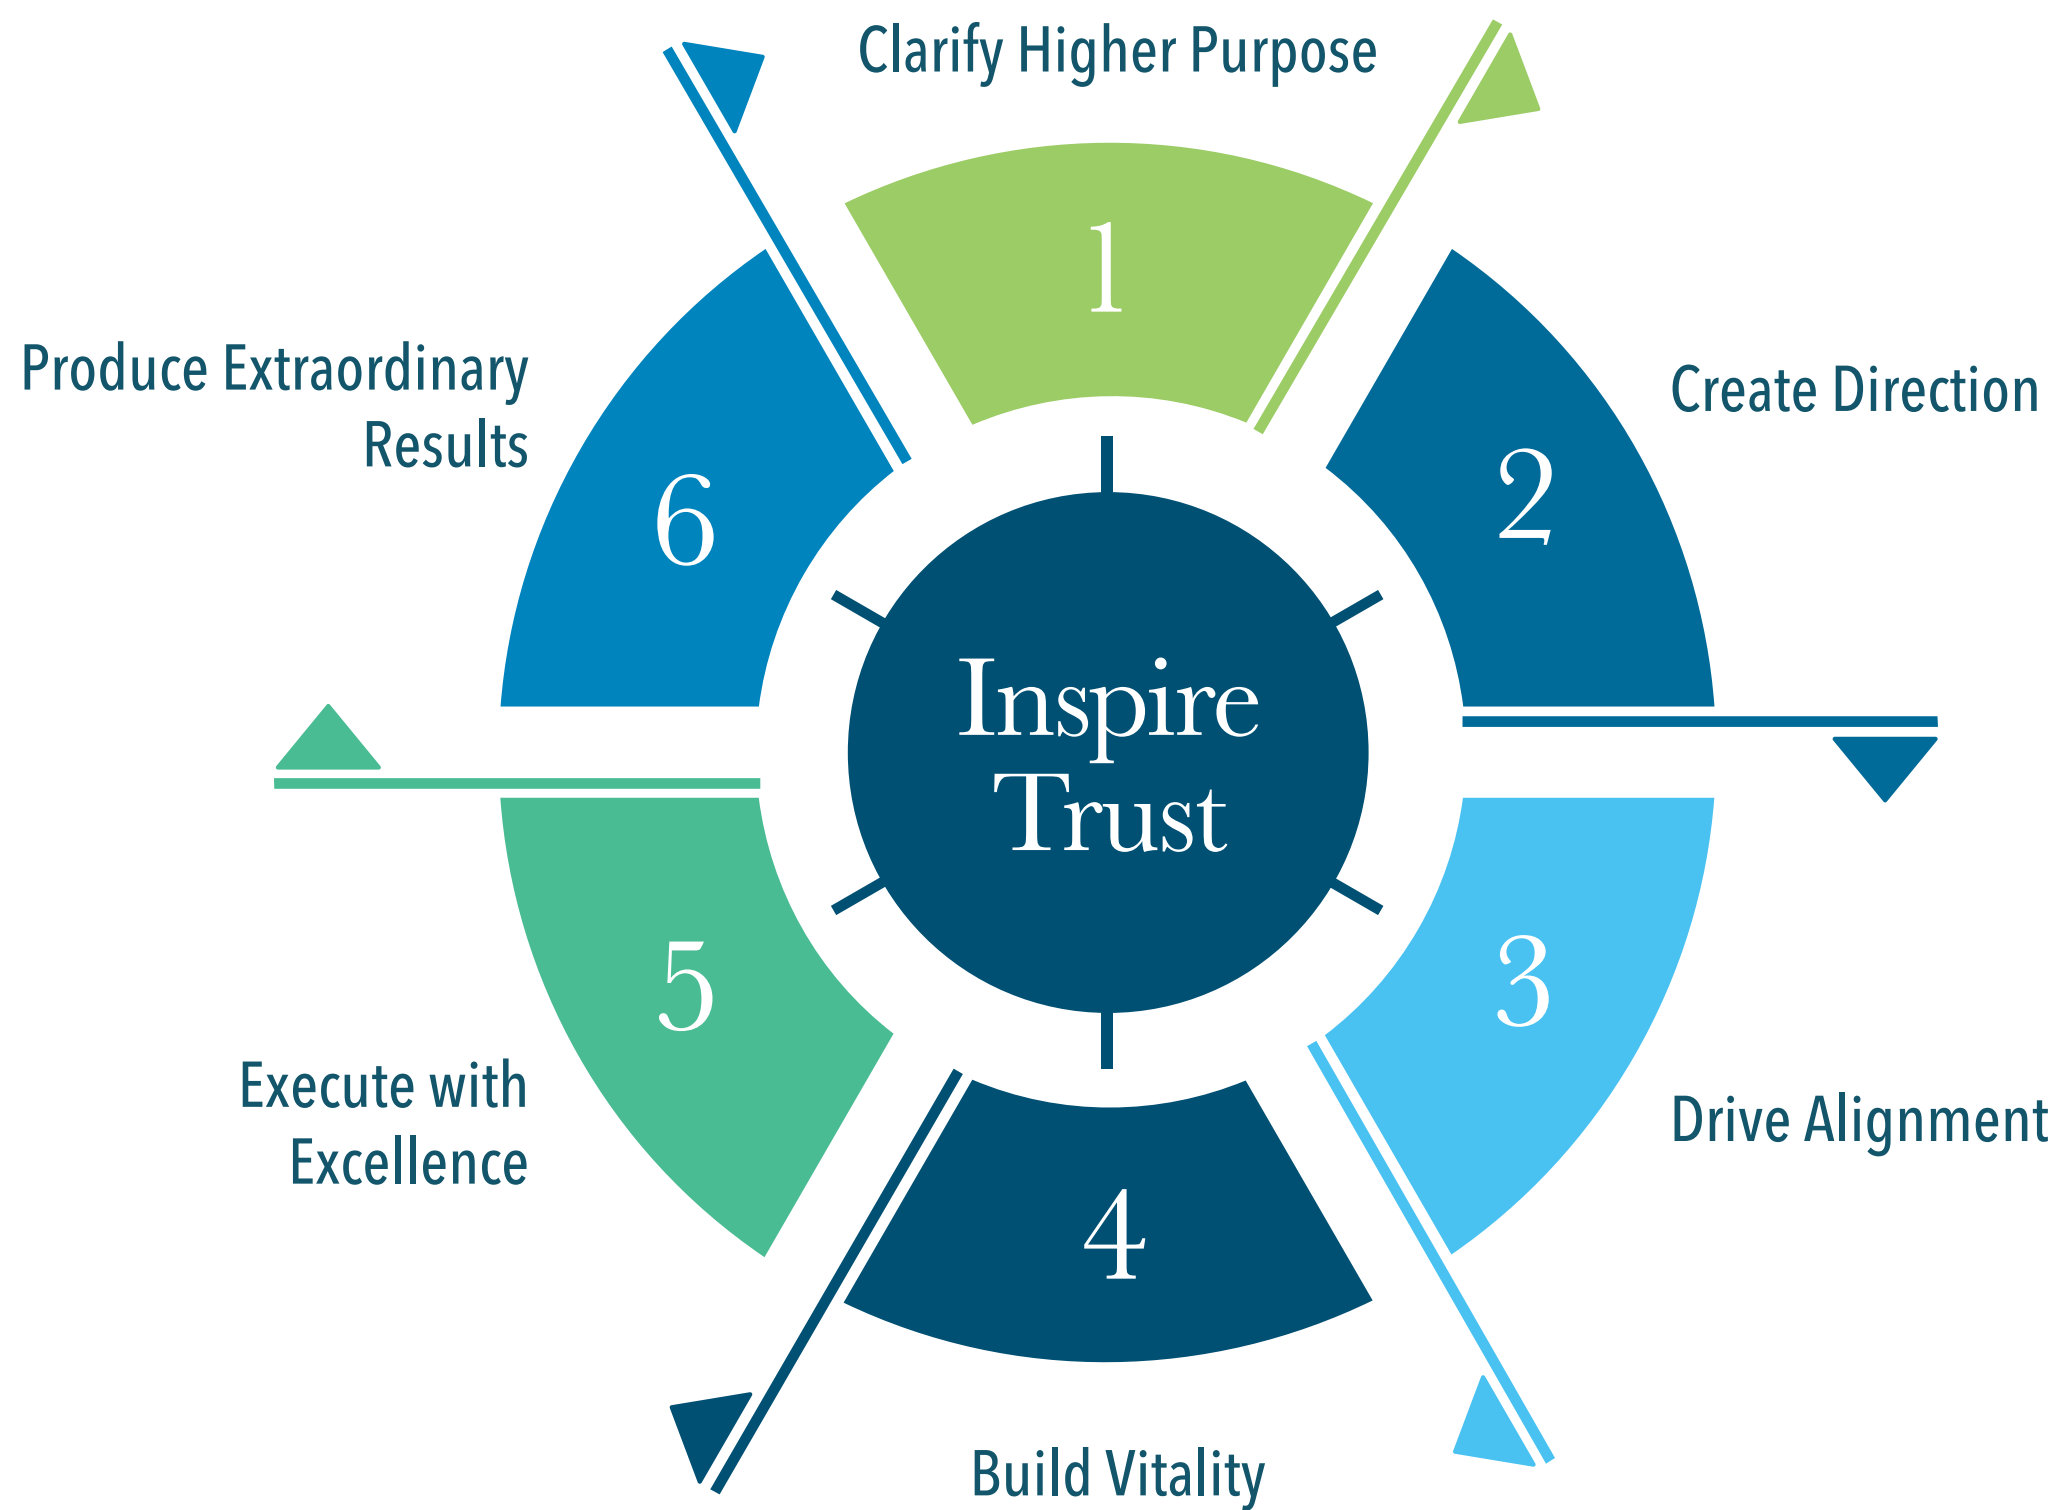 Clarify Higher Purpose
1
Create Direction
2
Drive Alignment
3
Build Vitality
4
Execute with
Excellence
5
Produce Extraordinary
Results
6
Inspire
Trust